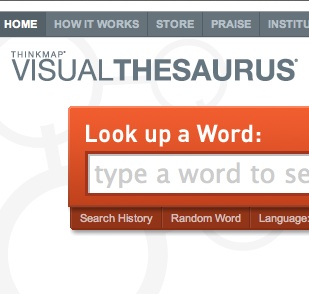 HOME HOW IT WORKS STORE PRAISE INSTITU
THINKMAP®
VISUALTHESAURUS®
Look up a Word:
type a word to se
Search History Random Word Language: